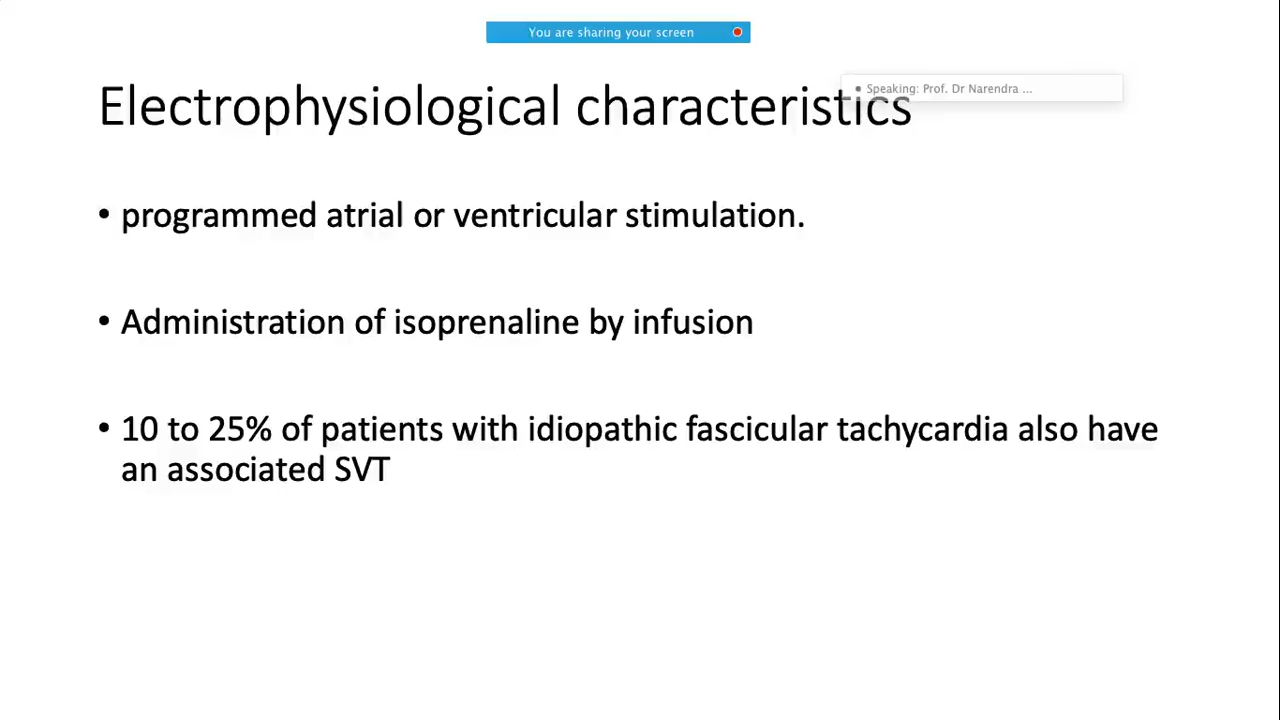 You are sharing your screen
Speaking: Prof. Dr Narendra ...
Electrophysiological characteristics
• programmed atrial or ventricular stimulation.
• Administration of isoprenaline by infusion
• 10 to 25% of patients with idiopathic fascicular tachycardia also have
an associated SVT